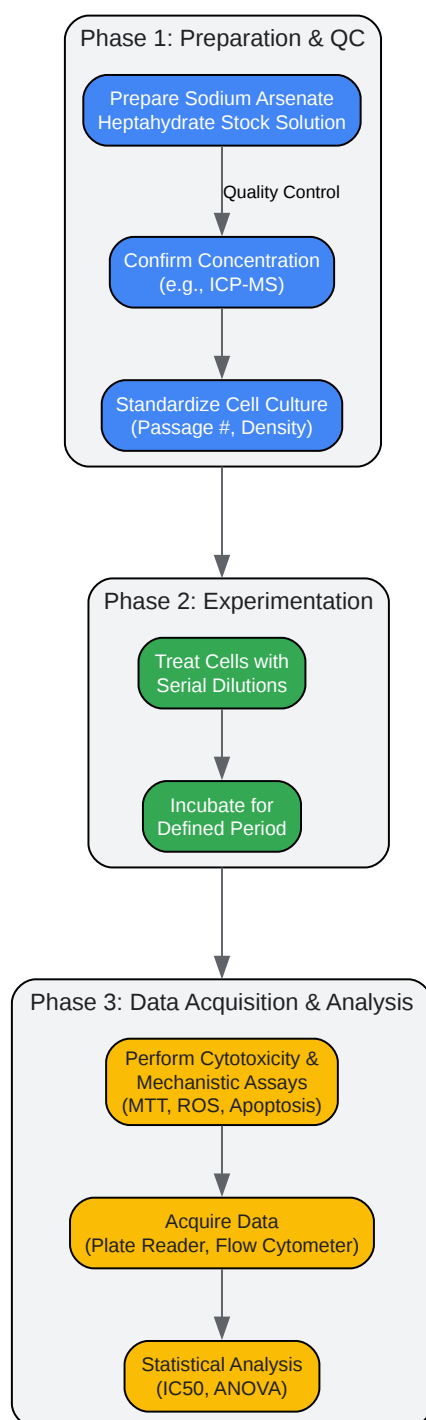 Phase 1: Preparation & QC
Prepare Sodium Arsenate
Heptahydrate Stock Solution
Quality Control
Confirm Concentration
(e.g., ICP-MS)
Standardize Cell Culture
(Passage #, Density)
Phase 2: Experimentation
Treat Cells with
Serial Dilutions
Incubate for
Defined Period
Phase 3: Data Acquisition & Analysis
Perform Cytotoxicity &
Mechanistic Assays
(MTT, ROS, Apoptosis)
Acquire Data
(Plate Reader, Flow Cytometer)
Statistical Analysis
(IC50, ANOVA)